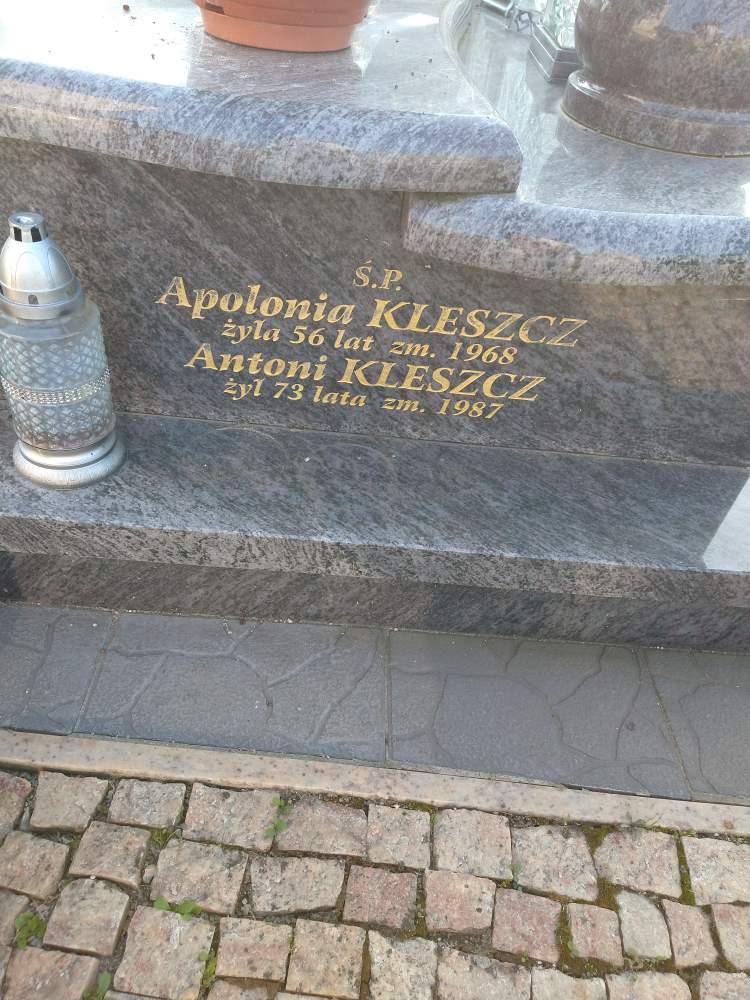 Ś.P.
Apolonia KLESZCZ
żyła 56 lat zm. 1968
Antoni KLESZCZ
żył 73 lata zm. 1987